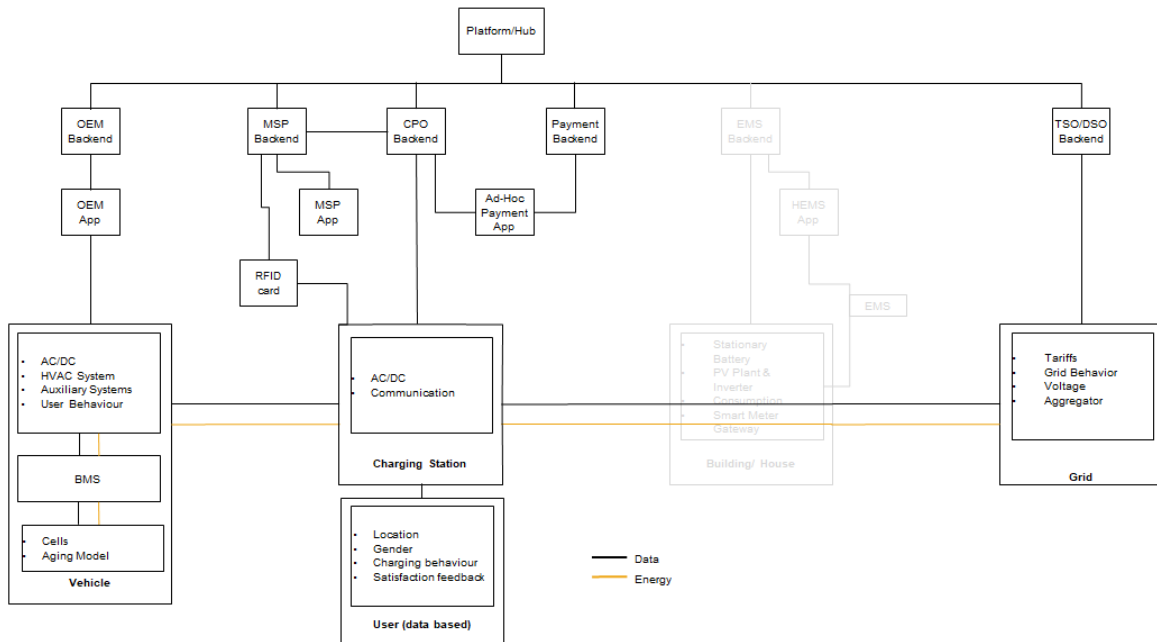 Platform/Hub
OEM
Backend
MSP
Backend
CPO
Backend
Payment
Backend
EMS
Backend
TSO/DSO
Backend
OEM
App
MSP
App
Ad-Hoc
Payment
App
HEMS
App
RFID
card
EMS
• AC/DC
• HVAC System
• Auxiliary Systems
• User Behaviour
BMS
• Cells
• Aging Model
Vehicle
• AC/DC
• Communication
Charging Station
• Location
• Gender
• Charging behaviour
• Satisfaction feedback
User (data based)
• Stationary
Battery
• PV Plant &
Inverter
• Consumption
• Smart Meter
Gateway
Building/ House
• Tariffs
• Grid Behavior
• Voltage
• Aggregator
Grid
Data
Energy